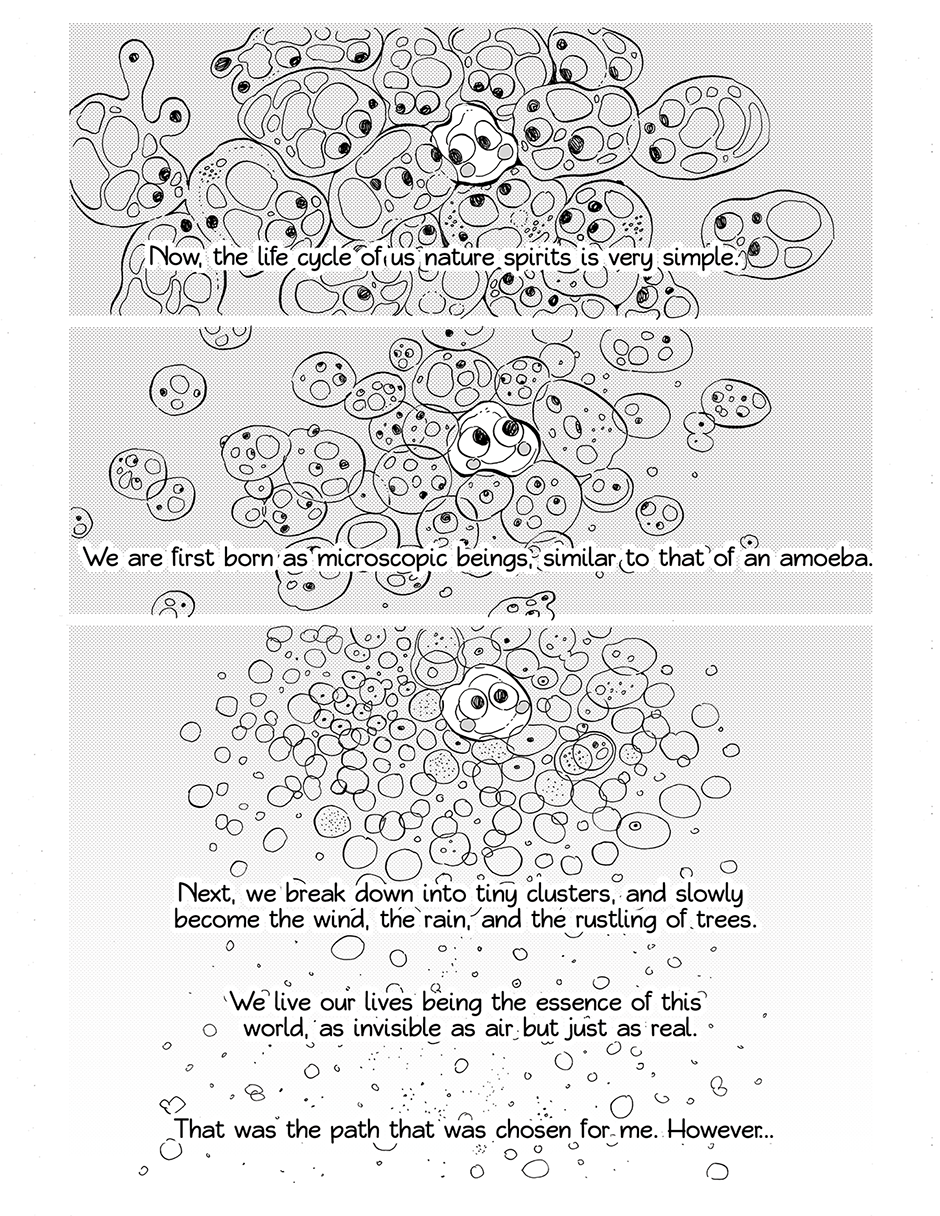 Now, the life cycle of us nature spirits is very simple.
We are first born as microscopic beings, similar to that of an amoeba.
Next, we break down into tiny clusters, and slowly
become the wind, the rain, and the rustling of trees.
We live our lives being the essence of this
world, as invisible as air but just as real.
That was the path that was chosen for me. However...